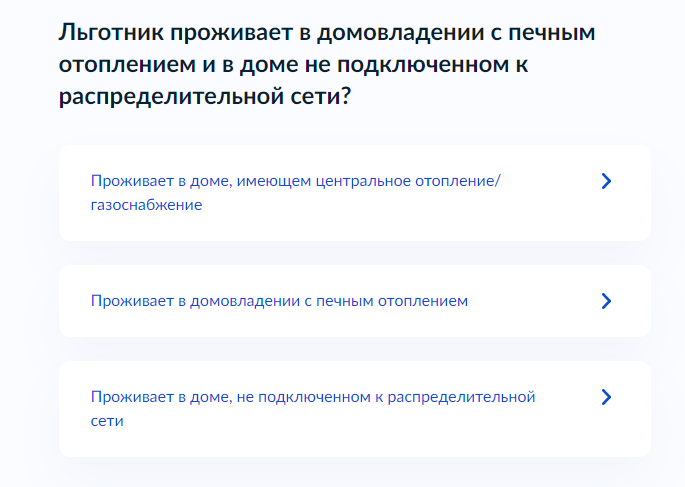 Льготник проживает в домовладении с печным
отоплением и в доме не подключенном к
распределительной сети?
Проживает в доме, имеющем центральное отопление/
газоснабжение
Проживает в домовладении с печным отоплением
Проживает в доме, не подключенном к распределительной
сети